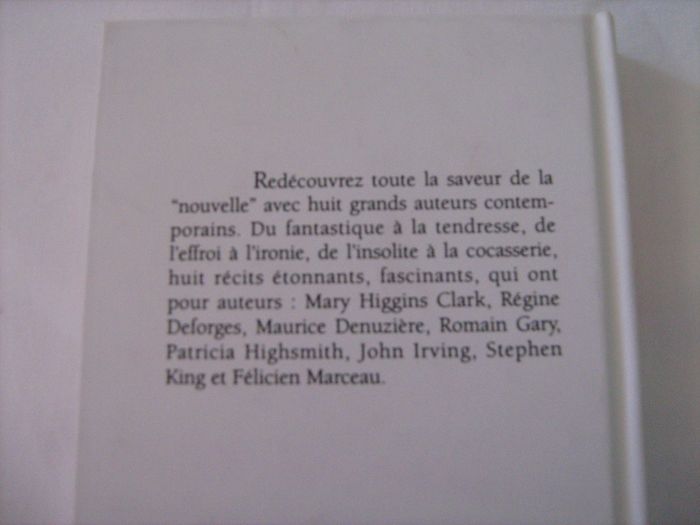 Redécouvrez toute la saveur de la
"nouvelle" avec huit grands auteurs contem-
porains. Du fantastique à la tendresse, de
l'effroi à l'ironie, de l'insolite à la cocasserie,
huit récits étonnants, fascinants, qui ont
pour auteurs : Mary Higgins Clark, Régine
Deforges, Maurice Denuzière, Romain Gary,
Patricia Highsmith, John Irving, Stephen
King et Félicien Marceau.